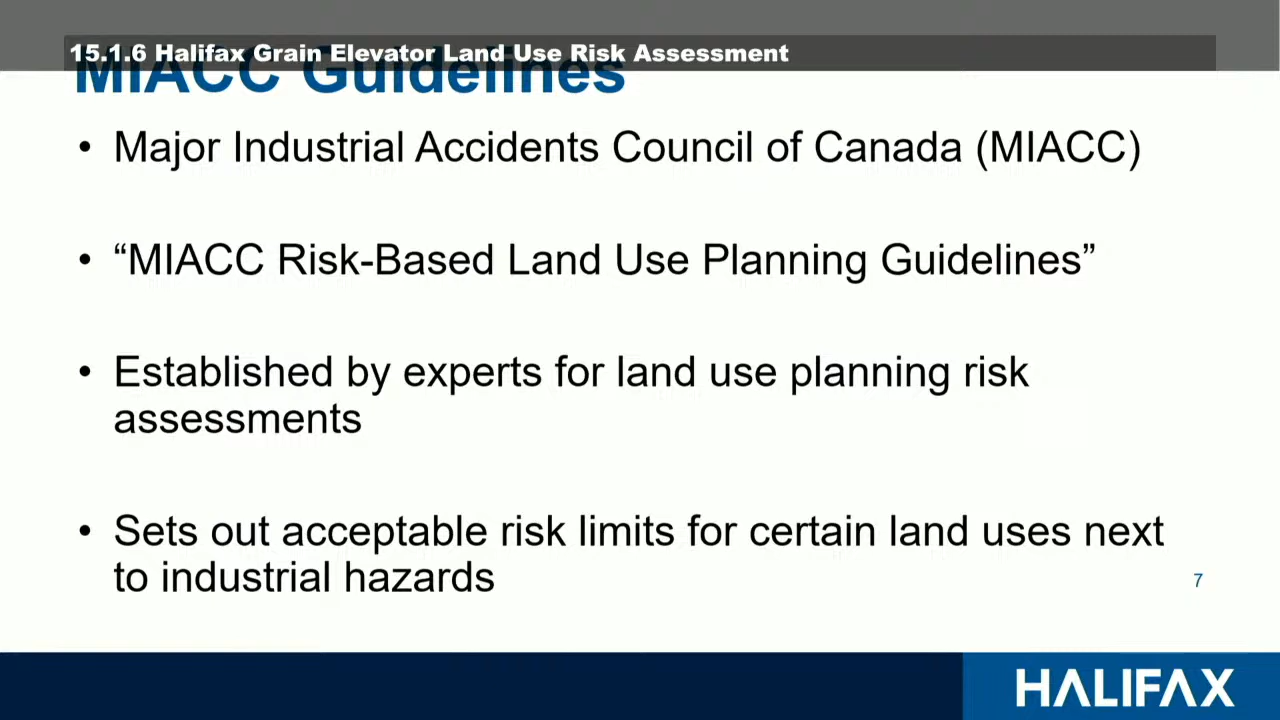 15.1.6 Halifax Grain Elevator Land Use Risk Assessment
MIACC Guidelines
• Major Industrial Accidents Council of Canada (MIACC)
• “MIACC Risk-Based Land Use Planning Guidelines”
• Established by experts for land use planning risk
assessments
• Sets out acceptable risk limits for certain land uses next
to industrial hazards
7
HALIFAX